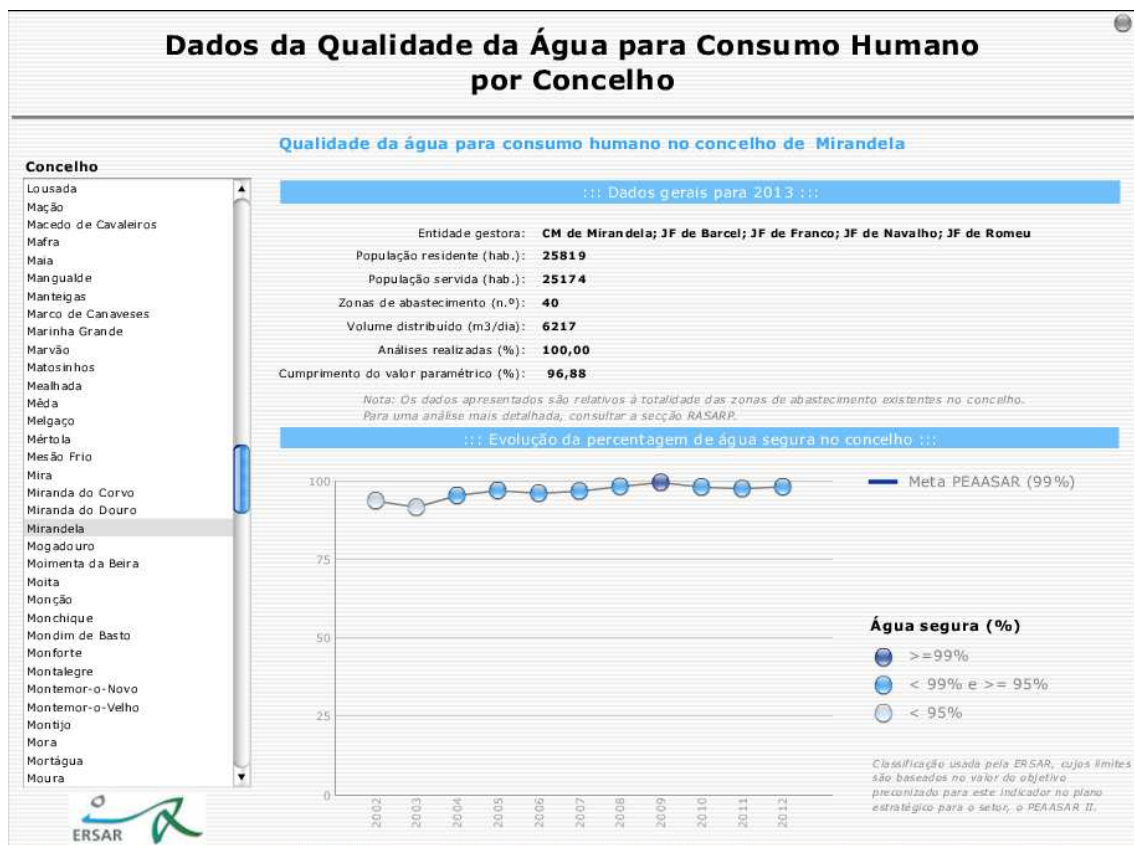 Dados da Qualidade da Água para Consumo Humano
por Concelho
Qualidade da água para consumo humano no concelho de Mirandela
Concelho
Lousada
Mação
Macedo de Cavaleiros
Mafra
Maia
Mangualde
Manteigas
Marco de Canaveses
Marinha Grande
Marvão
Matosinhos
Mealhada
Mêda
Melgaço
Mértola
Mesão Frio
Mira
Miranda do Corvo
Miranda do Douro
Mirandela
Mogadouro
Moimenta da Beira
Moita
Monção
Monchique
Mondim de Basto
Monforte
Montalegre
Montemor-o-Novo
Montemor-o-Velho
Montijo
Mora
Mortágua
Moura
ERSAR
::: Dados gerais para 2013 :::
Entidade gestora: CM de Mirandela; JF de Barcel; JF de Franco; JF de Navalho; JF de Romeu
População residente (hab.): 25819
População servida (hab.): 25174
Zonas de abastecimento (n.º): 40
Volume distribuído (m3/dia): 6217
Análises realizadas (%): 100,00
Cumprimento do valor paramétrico (%): 96,88
Nota: Os dados apresentados são relativos à totalidade das zonas de abastecimento existentes no concelho.
Para uma análise mais detalhada, consultar a secção RASARP.
::: Evolução da percentagem de água segura no concelho :::
100
75
50
25
0
2002
2003
2004
2005
2006
2007
2008
2009
2010
2011
2012
Meta PEAASAR (99%)
Água segura (%)
>=99%
< 99% e >= 95%
< 95%
Classificação usada pela ERSAR, cujos limites
são baseados no valor do objetivo
preconizado para este indicador no plano
estratégico para o setor, o PEAASAR II.